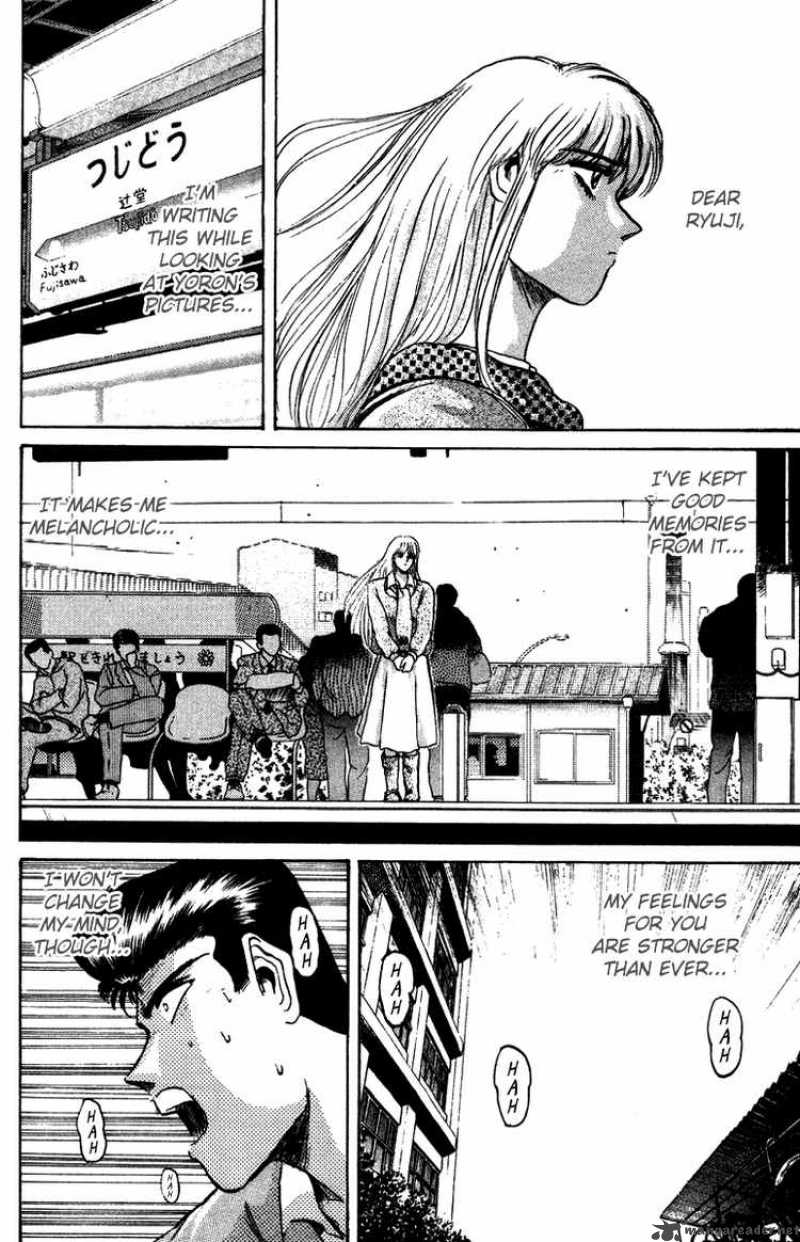 DEAR
RYUJI,
つじどう
辻堂
Tsujido
ふじさわ
Fujisawa
I'M
WRITING
THIS WHILE
LOOKING
AT YORON'S
PICTURES...
I'VE KEPT
GOOD
MEMORIES
FROM IT...
IT MAKES ME
MELANCHOLIC...
MY FEELINGS
FOR YOU
ARE STRONGER
THAN EVER...
HAH
HAH
HAH
I WON'T
CHANGE
MY MIND,
THOUGH...
HAH
HAH
HAH
mangareader.net